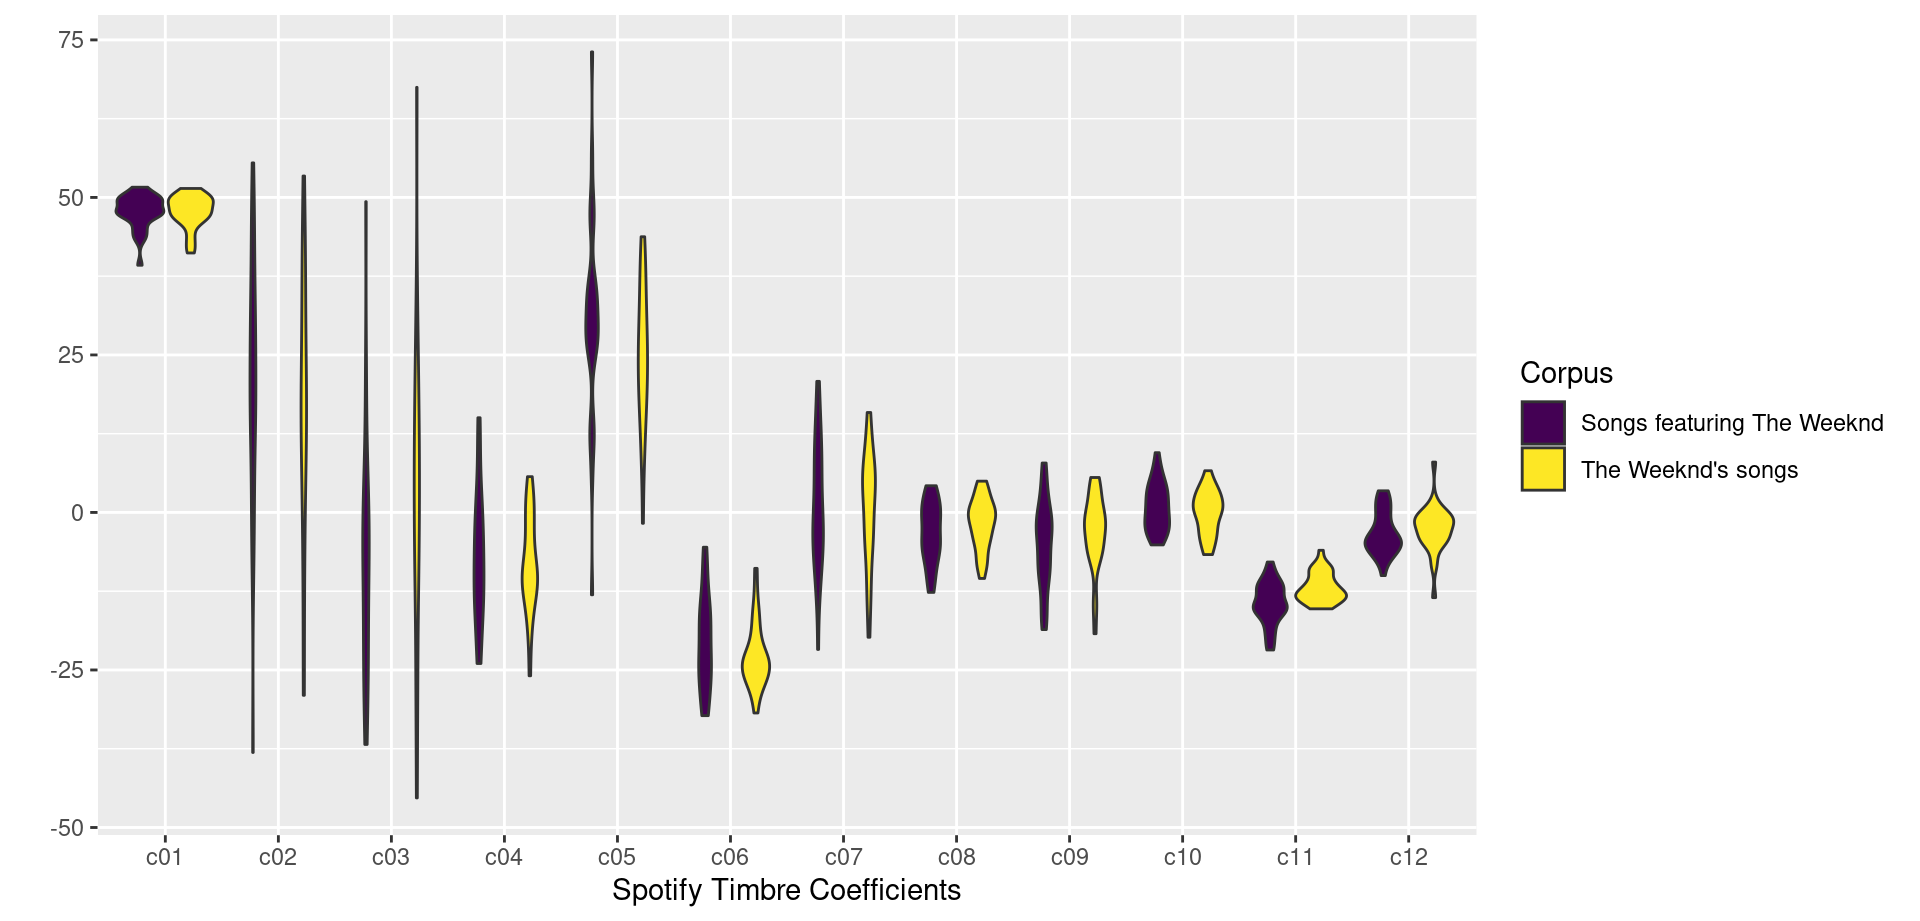 75
50
25
0
-25
-50
c01 c02 c03 c04 c05 c06 c07 c08 c09 c10 c11 c12
Spotify Timbre Coefficients
Corpus
Songs featuring The Weeknd
The Weeknd's songs